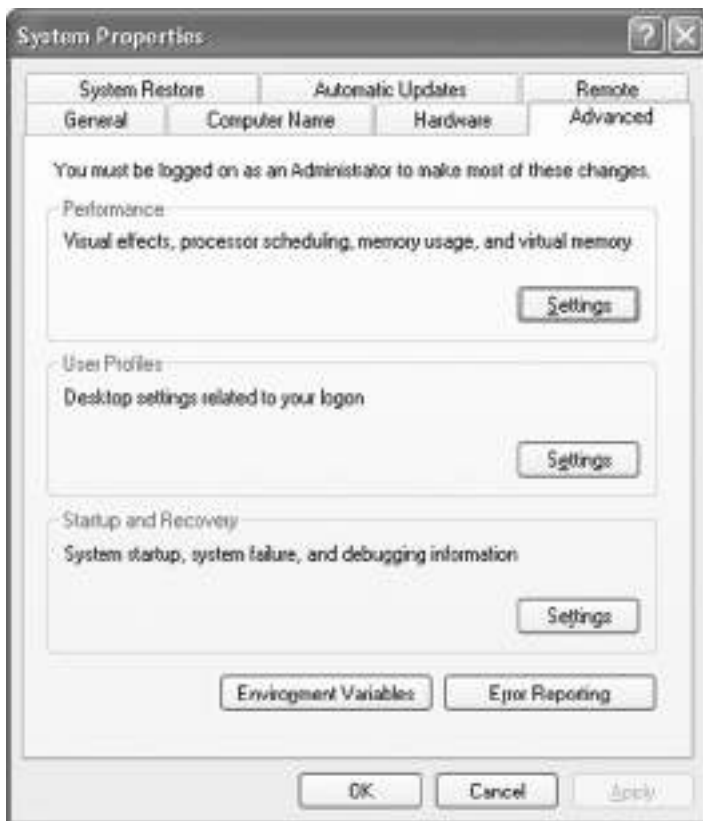 System Properties
System Restore Automatic Updates Remote
General Computer Name Hardware Advanced
You must be logged on as an Administrator to make most of these changes.
Performance
Visual effects, processor scheduling, memory usage, and virtual memory
Settings
User Profiles
Desktop settings related to your logon
Settings
Startup and Recovery
System startup, system failure, and debugging information
Settings
Environment Variables Error Reporting
OK Cancel Apply